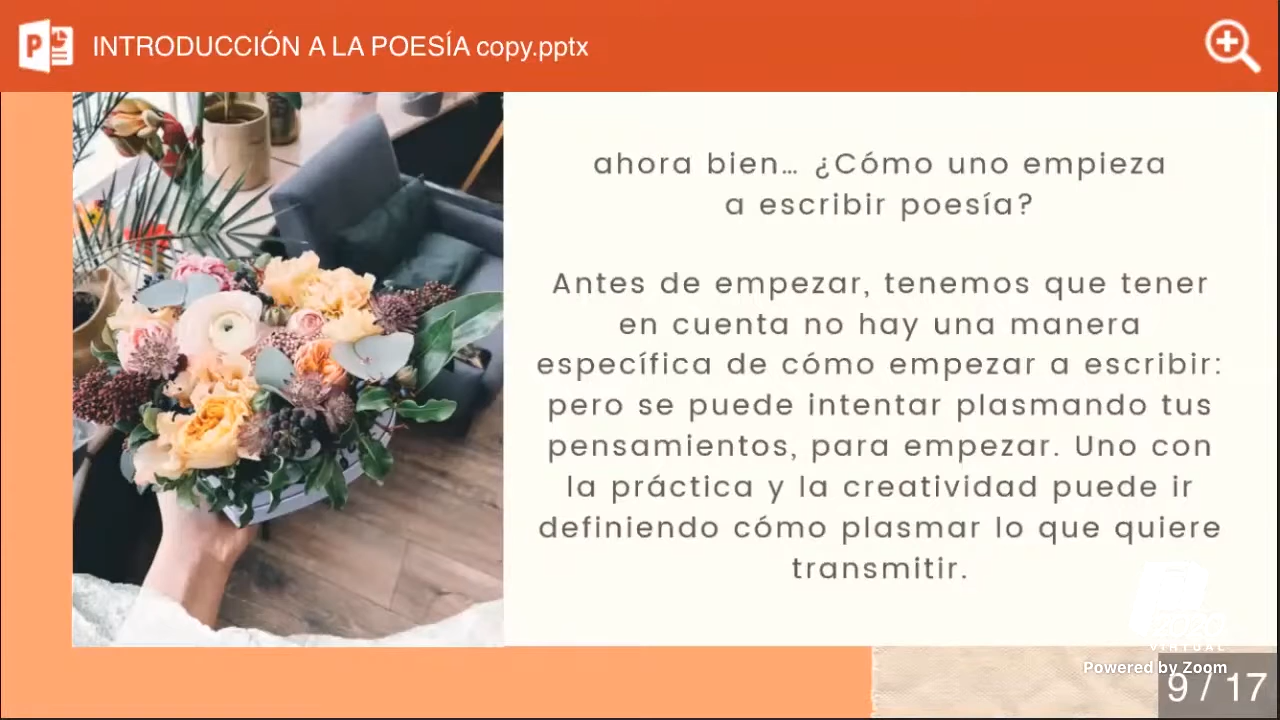 INTRODUCCIÓN A LA POESÍA copy.pptx
ahora bien… ¿Cómo uno empieza
a escribir poesía?
Antes de empezar, tenemos que tener
en cuenta no hay una manera
específica de cómo empezar a escribir:
pero se puede intentar plasmando tus
pensamientos, para empezar. Uno con
la práctica y la creatividad puede ir
definiendo cómo plasmar lo que quiere
transmitir.
VIRTUAL
Powered by Zoom
9 / 17